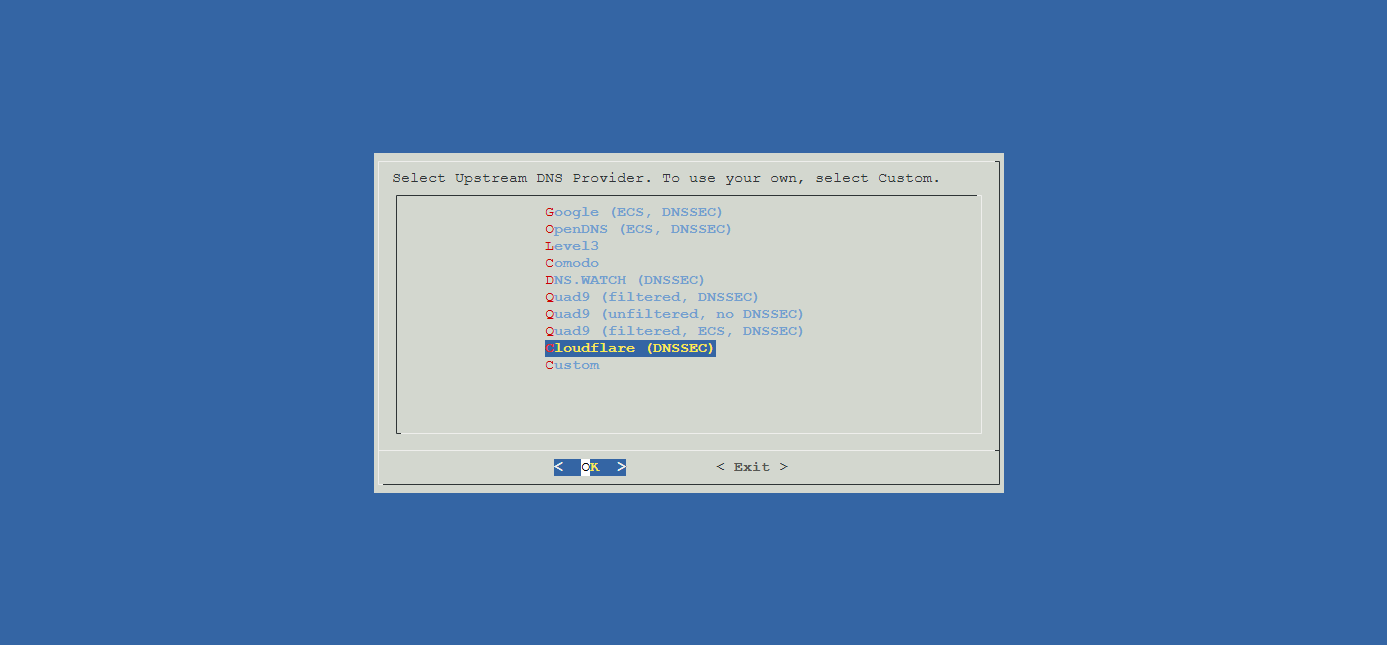 Select Upstream DNS Provider. To use your own, select Custom.
Google (ECS, DNSSEC)
OpenDNS (ECS, DNSSEC)
Level3
Comodo
DNS.WATCH (DNSSEC)
Quad9 (filtered, DNSSEC)
Quad9 (unfiltered, no DNSSEC)
Quad9 (filtered, ECS, DNSSEC)
Cloudflare (DNSSEC)
Custom
<  OK  > < Exit >